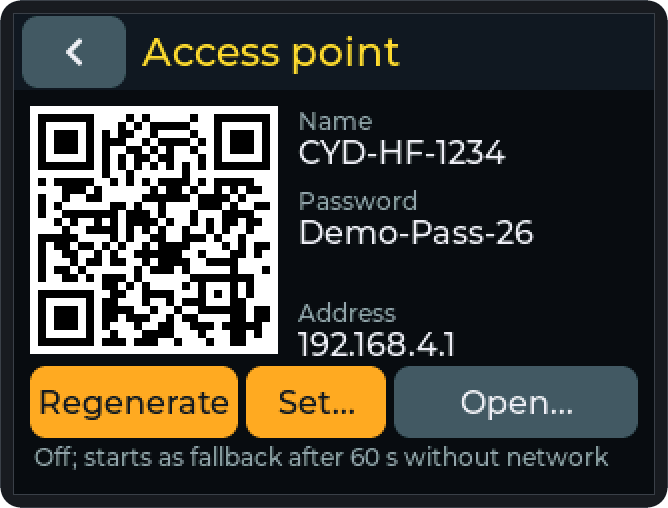 Access point
Name
CYD-HF-1234
Password
Demo-Pass-26
Address
192.168.4.1
Regenerate
Set...
Open...
Off; starts as fallback after 60 s without network